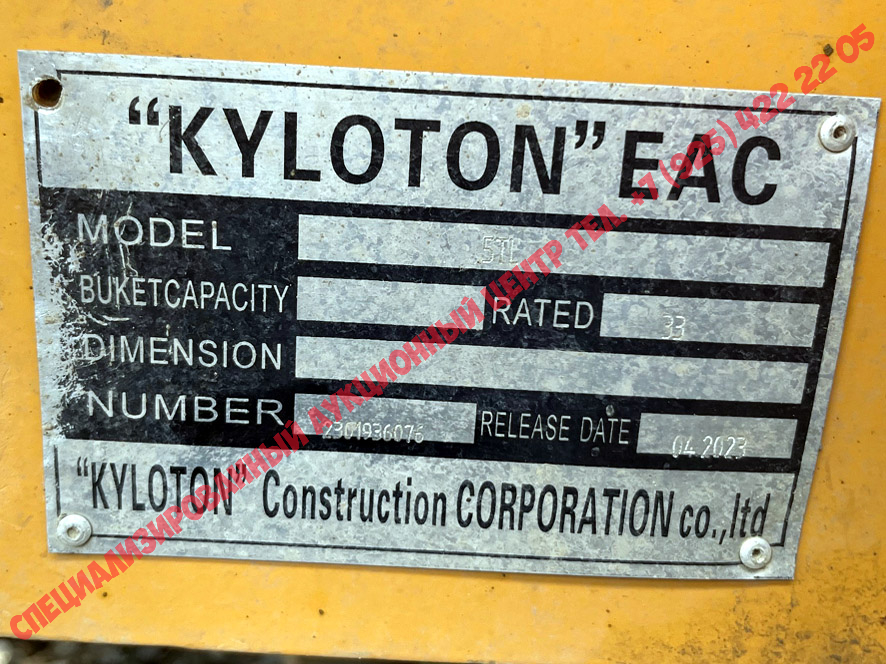 "KYLOTON" EAC
MODEL 5TE
BUKETCAPACITY RATED 33
DIMENSION
NUMBER 2301936076 RELEASE DATE 04.2023
"KYLOTON" Construction CORPORATION co.,ltd
СПЕЦИАЛИЗИРОВАННЫЙ АУКЦИОННЫЙ ЦЕНТР ТЕЛ. +7 (925) 422 22 05